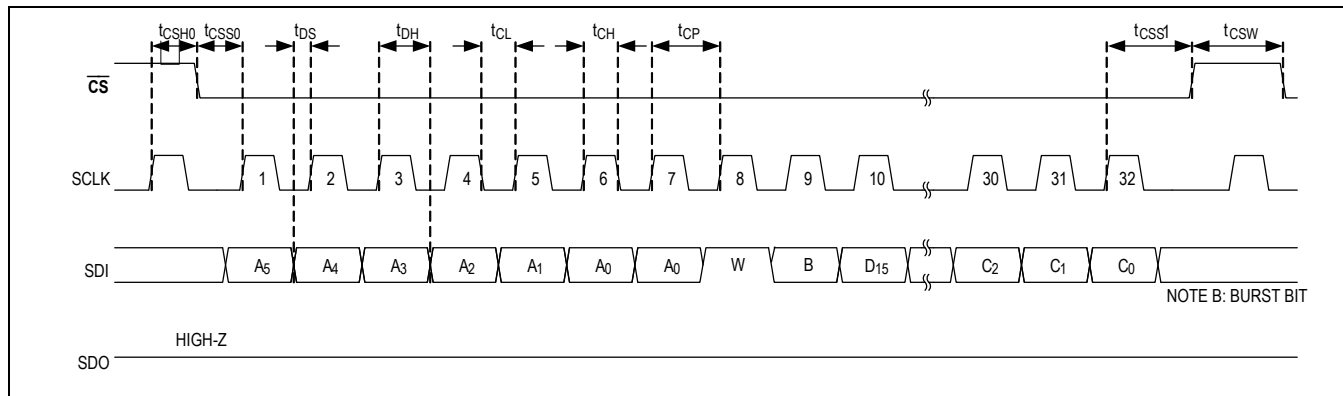 tCSH0 tCSS0 tDS tDH tCL tCH tCP tCSS1 tCSW
CS
SCLK 1 2 3 4 5 6 7 8 9 10 30 31 32
SDI A5 A4 A3 A2 A1 A0 A0 W B D15 C2 C1 C0
NOTE B: BURST BIT
HIGH-Z
SDO